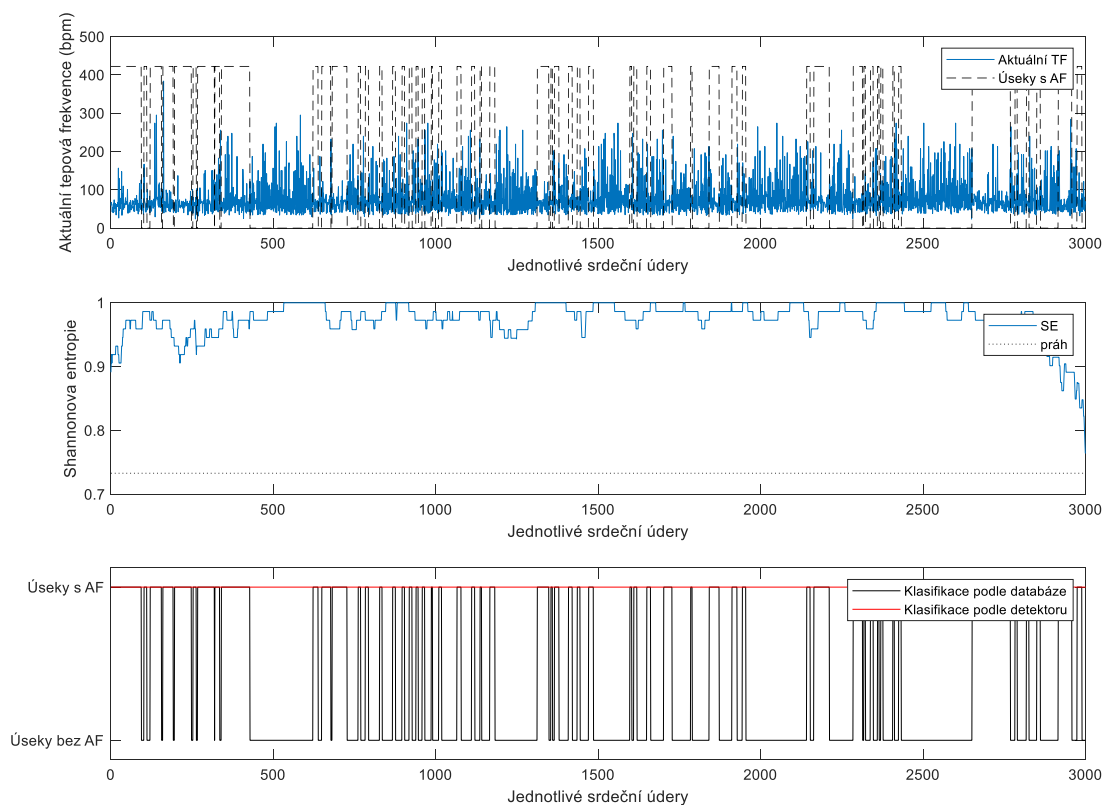 Aktuální tepová frekvence (bpm)
500
400
300
200
100
0
Aktuální TF
Úseky s AF
0 500 1000 1500 2000 2500 3000
Jednotlivé srdeční údery
Shannonova entropie
1
0.9
0.8
0.7
SE
práh
0 500 1000 1500 2000 2500 3000
Jednotlivé srdeční údery
Úseky s AF
Úseky bez AF
Klasifikace podle databáze
Klasifikace podle detektoru
0 500 1000 1500 2000 2500 3000
Jednotlivé srdeční údery